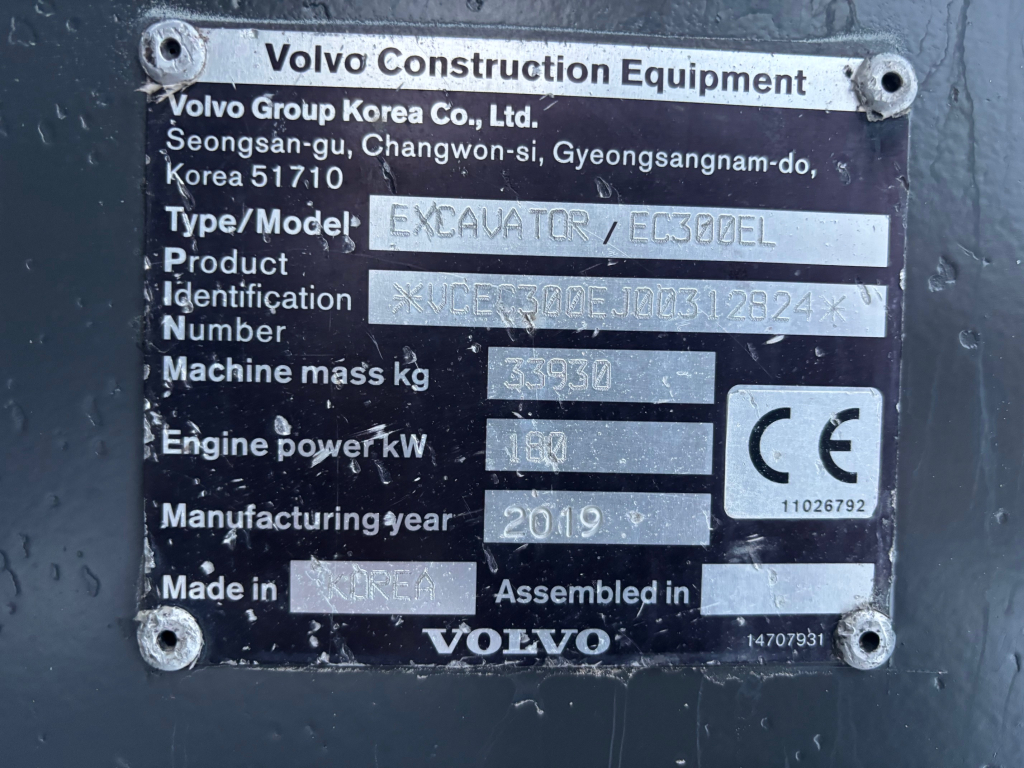 Volvo Construction Equipment
Volvo Group Korea Co., Ltd.
Seongsan-gu, Changwon-si, Gyeongsangnam-do,
Korea 51710
Type/Model EXCAVATOR / EC300EL
Product
Identification *VCEC300EJ00312824*
Number
Machine mass kg 33930
Engine power kW 180
CE
11026792
Manufacturing year 2019
Made in KOREA Assembled in
VOLVO 14707931